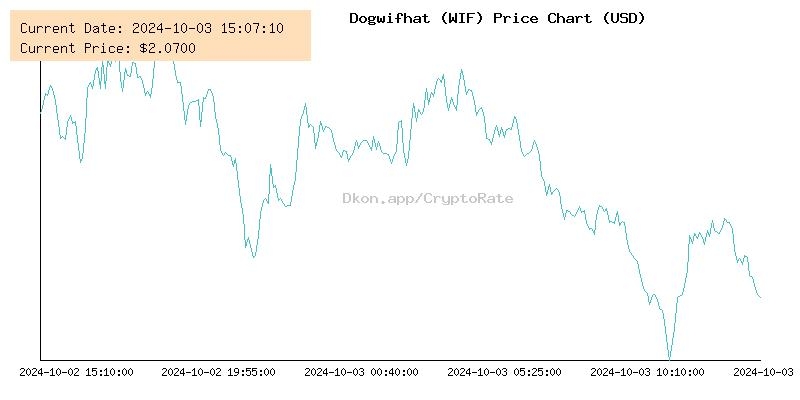 Dogwifhat (WIF) Price Chart (USD)
Current Date: 2024-10-03 15:07:10
Current Price: $2.0700
Dkon.app/CryptoRate
2024-10-02 15:10:00 2024-10-02 19:55:00 2024-10-03 00:40:00 2024-10-03 05:25:00 2024-10-03 10:10:00 2024-10-03